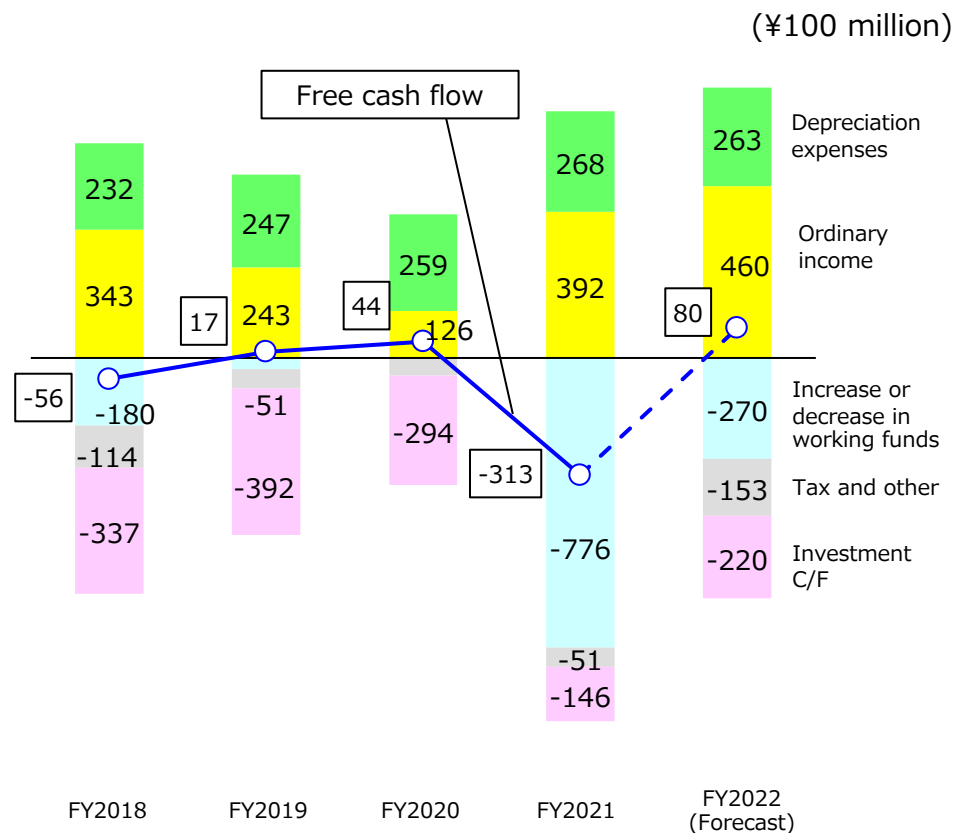 (¥100 million)
Free cash flow
Depreciation
expenses
Ordinary
income
Increase or
decrease in
working funds
Tax and other
Investment
C/F
232
343
-56
-180
-114
-337
247
17
243
-51
-392
259
44
126
-294
268
392
-313
-776
-51
-146
263
460
80
-270
-153
-220
FY2018
FY2019
FY2020
FY2021
FY2022
(Forecast)